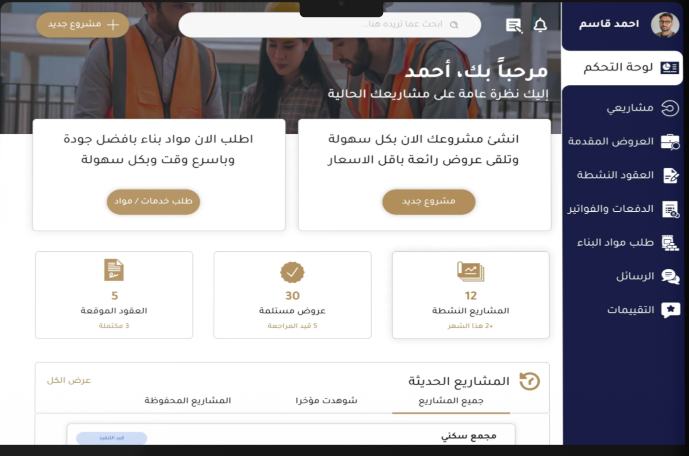 احمد قاسم
لوحة التحكم
مشاريعي
العروض المقدمة
العقود النشطة
الدفعات والفواتير
طلب مواد البناء
الرسائل
التقييمات
ابحث عما تريده هنا...
مشروع جديد
مرحباً بك، أحمد
إليك نظرة عامة على مشاريعك الحالية
انشئ مشروعك الان بكل سهولة
وتلقى عروض رائعة باقل الاسعار
مشروع جديد
اطلب الان مواد بناء بافضل جودة
وباسرع وقت وبكل سهولة
طلب خدمات / مواد
12
المشاريع النشطة
+2 هذا الشهر
30
عروض مستلمة
5 قيد المراجعة
5
العقود الموقعة
3 مكتملة
المشاريع الحديثة
عرض الكل
جميع المشاريع
شوهدت مؤخرا
المشاريع المحفوظة
مجمع سكني
قيد التنفيذ